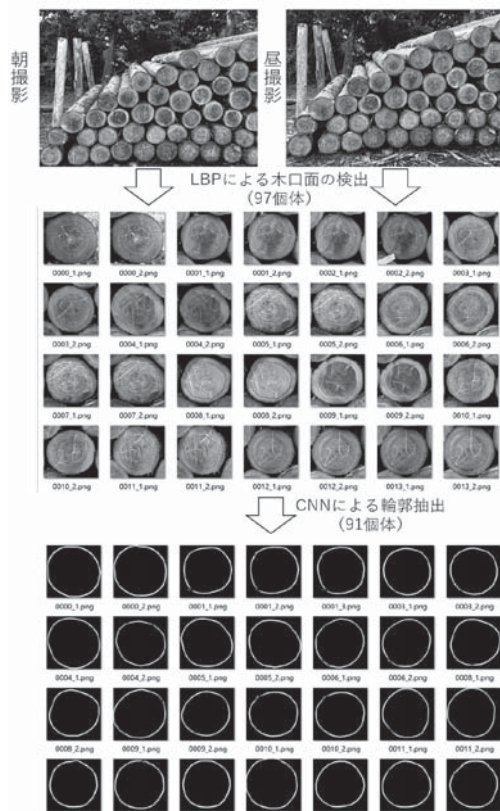 朝撮影
昼撮影
LBPによる木口面の検出
（97個体）
0000_1.png 0000_2.png 0001_1.png 0001_2.png 0002_1.png 0002_2.png 0003_1.png
0003_2.png 0004_1.png 0004_2.png 0005_1.png 0005_2.png 0006_1.png 0006_2.png
0007_1.png 0007_2.png 0008_1.png 0008_2.png 0009_1.png 0009_2.png 0010_1.png
0010_2.png 0011_1.png 0011_2.png 0012_1.png 0012_2.png 0013_1.png 0013_2.png
CNNによる輪郭抽出
（91個体）
0000_1.png 0000_2.png 0001_1.png 0001_2.png 0003_1.png 0003_2.png
0004_1.png 0004_2.png 0005_1.png 0005_2.png 0006_1.png 0006_2.png 0008_1.png
0008_2.png 0009_1.png 0009_2.png 0010_1.png 0010_2.png 0011_1.png 0011_2.png